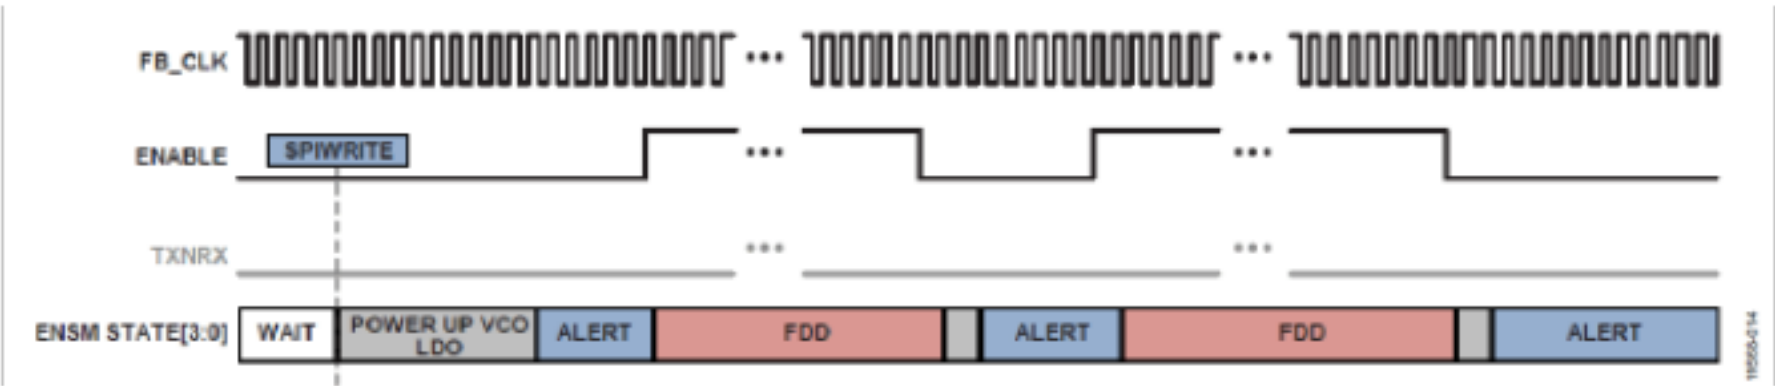 FB_CLK
ENABLE
SPIWRITE
TXNRX
ENSM STATE[3:0]
WAIT
POWER UP VCO
LDO
ALERT
FDD
ALERT
FDD
ALERT